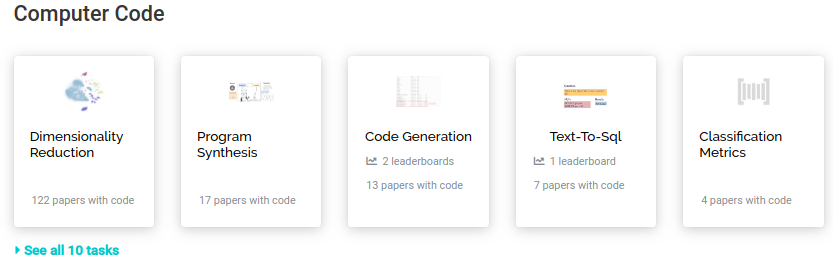 Computer Code
Dimensionality
Reduction
122 papers with code
Program
Synthesis
17 papers with code
Code Generation
2 leaderboards
13 papers with code
Text-To-Sql
1 leaderboard
7 papers with code
Classification
Metrics
4 papers with code
See all 10 tasks